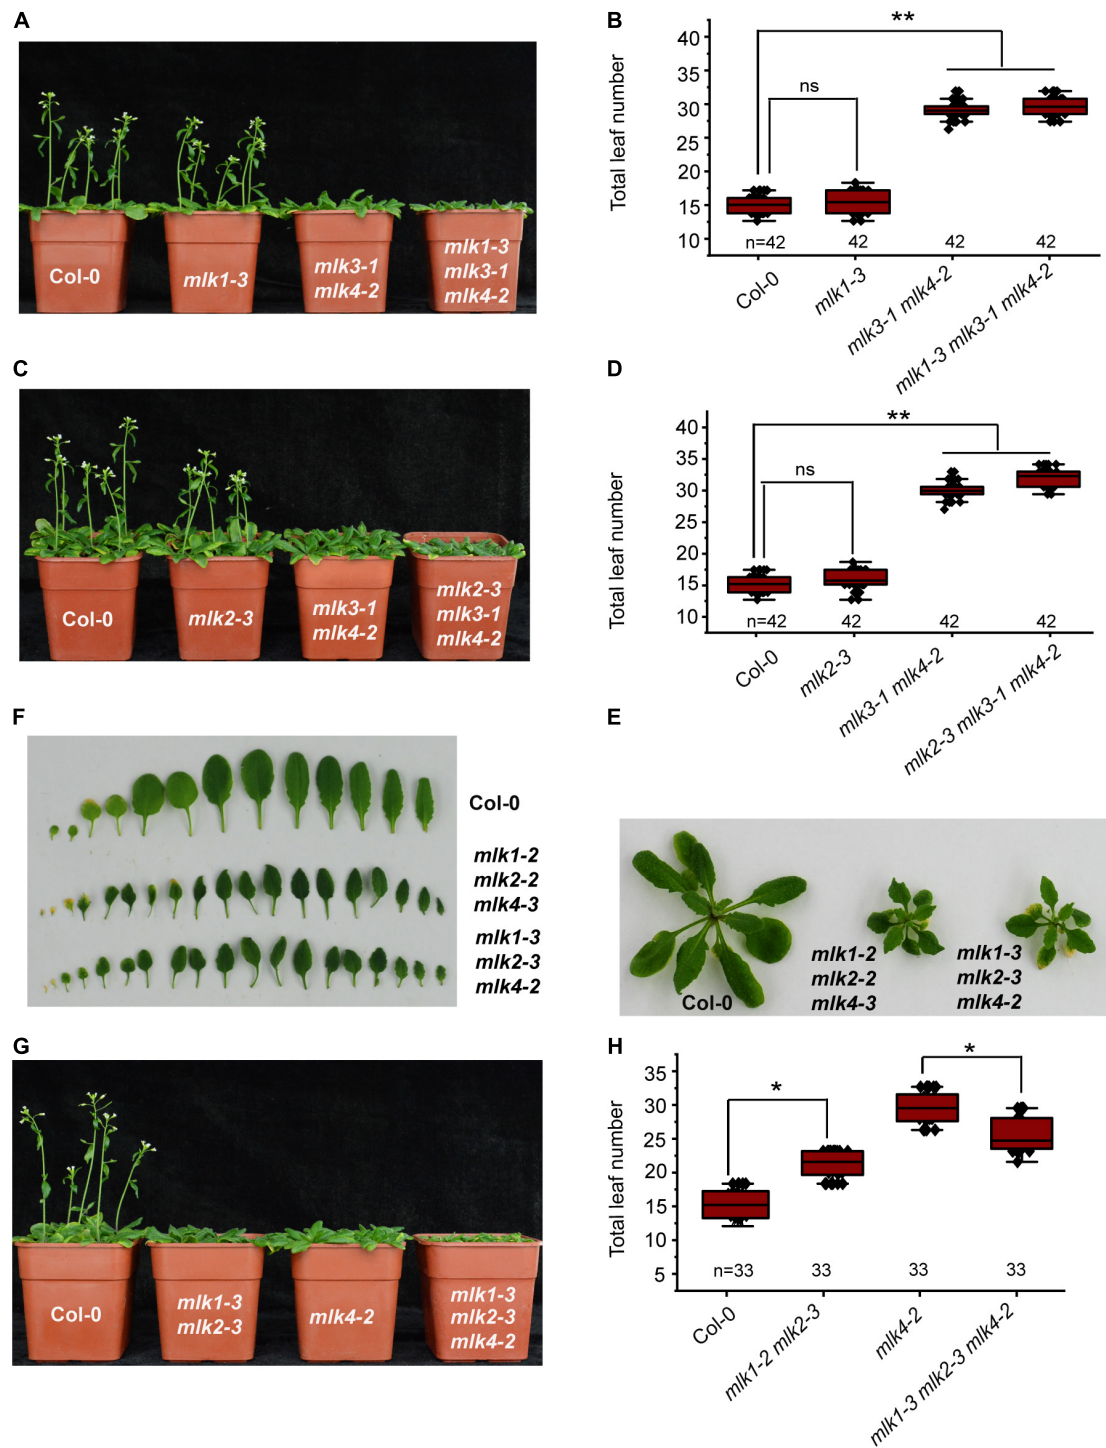 A
Col-0
mlk1-3
mlk3-1
mlk4-2
mlk1-3
mlk3-1
mlk4-2
B
Total leaf number
40
35
30
25
20
15
10
**
ns
n=42
42
42
42
Col-0
mlk1-3
mlk3-1 mlk4-2
mlk1-3 mlk3-1 mlk4-2
C
Col-0
mlk2-3
mlk3-1
mlk4-2
mlk2-3
mlk3-1
mlk4-2
D
Total leaf number
40
35
30
25
20
15
10
**
ns
n=42
42
42
42
Col-0
mlk2-3
mlk3-1 mlk4-2
mlk2-3 mlk3-1 mlk4-2
F
Col-0
mlk1-2
mlk2-2
mlk4-3
mlk1-3
mlk2-3
mlk4-2
E
Col-0
mlk1-2
mlk2-2
mlk4-3
mlk1-3
mlk2-3
mlk4-2
G
Col-0
mlk1-3
mlk2-3
mlk4-2
mlk1-3
mlk2-3
mlk4-2
H
Total leaf number
35
30
25
20
15
10
5
*
*
n=33
33
33
33
Col-0
mlk1-2 mlk2-3
mlk4-2
mlk1-3 mlk2-3 mlk4-2